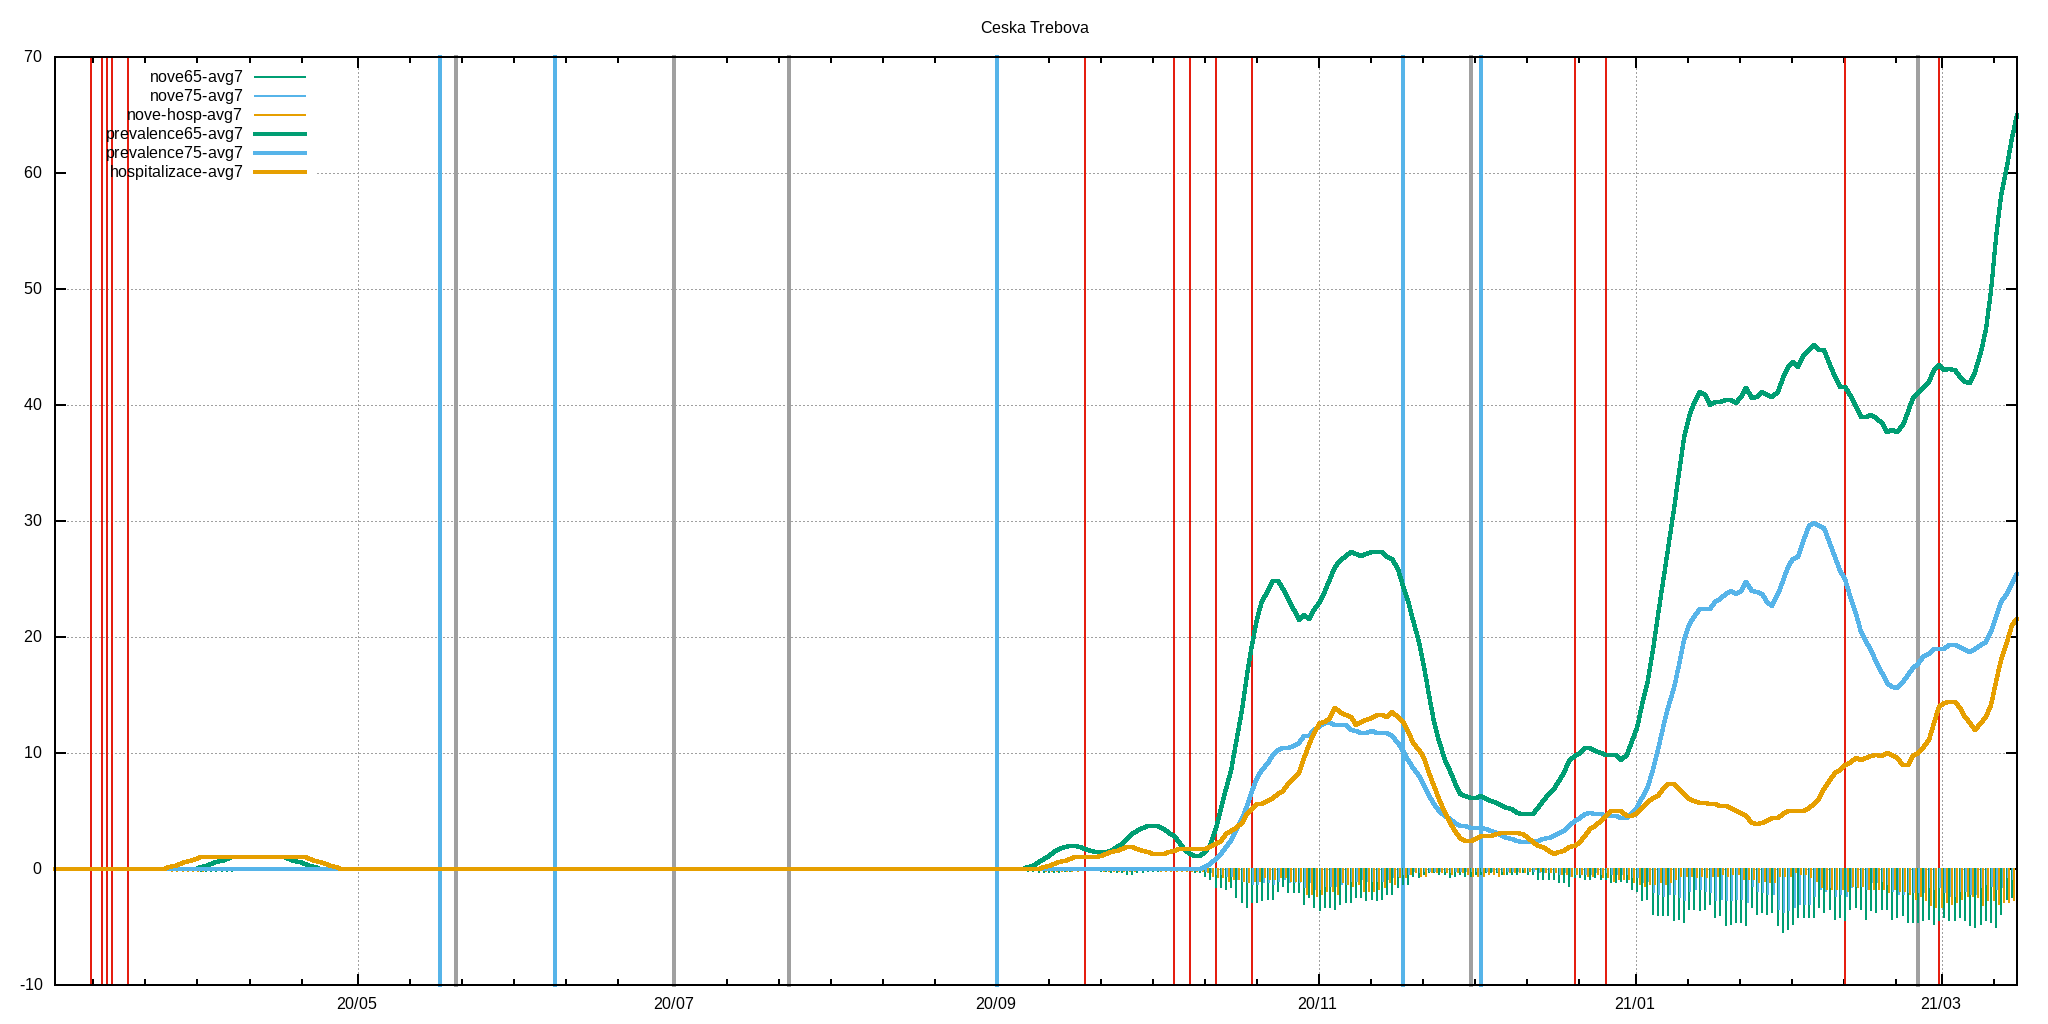 Ceska Trebova
70
nove65-avg7
nove75-avg7
nove-hosp-avg7
prevalence65-avg7
prevalence75-avg7
hospitalizace-avg7
60
50
40
30
20
10
0
-10
20/05 20/07 20/09 20/11 21/01 21/03